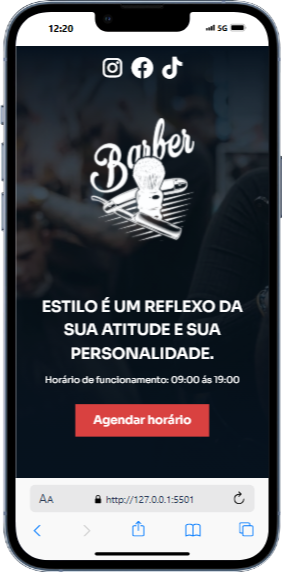 12:20
5G
Barber
ESTILO É UM REFLEXO DA
SUA ATITUDE E SUA
PERSONALIDADE.
Horário de funcionamento: 09:00 ás 19:00
Agendar horário
AA http://127.0.0.1:5501